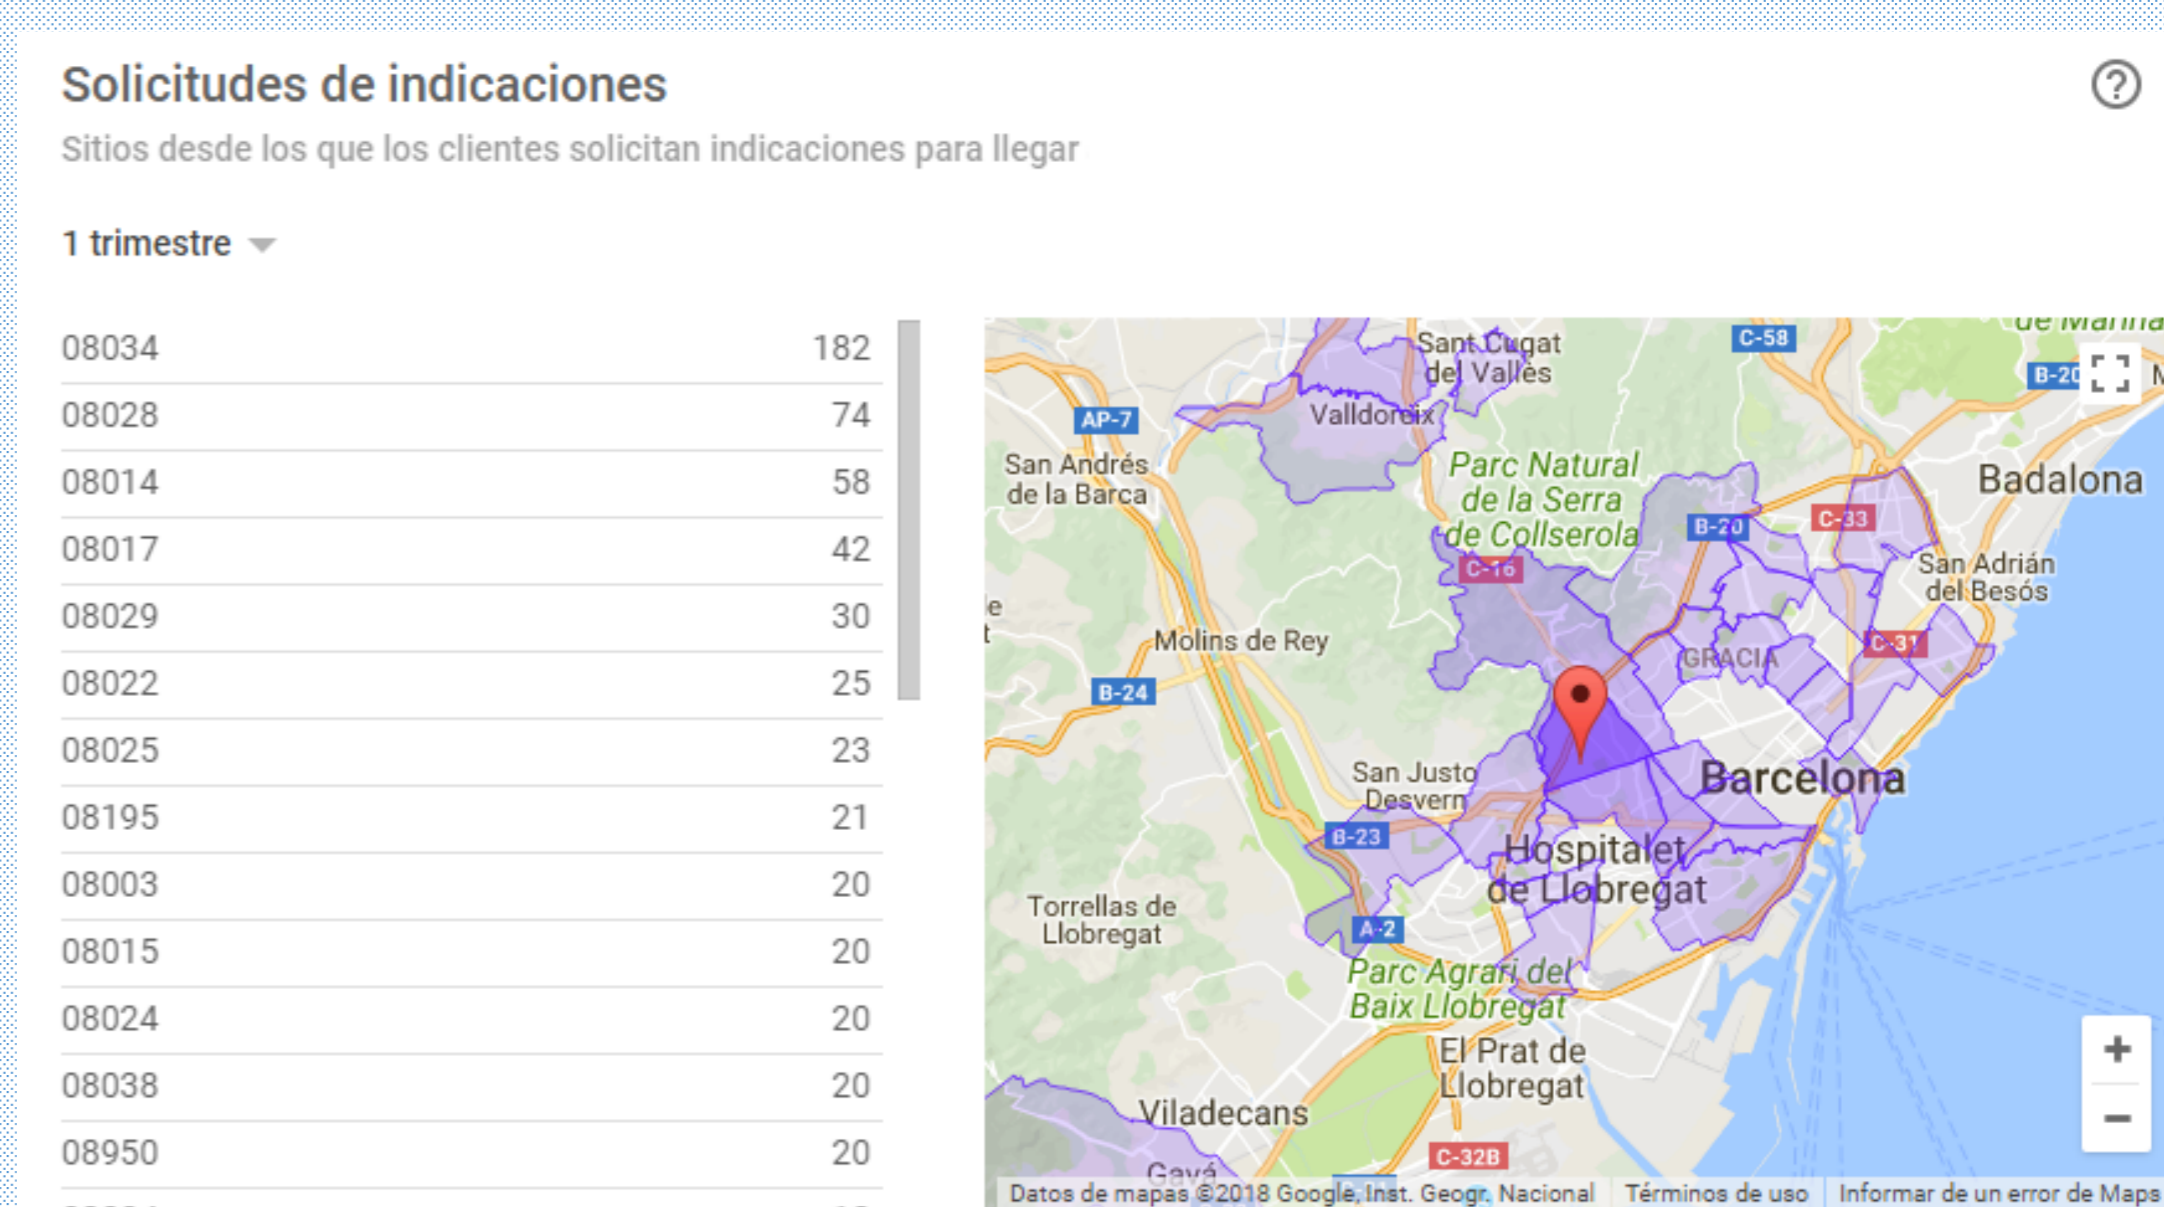 Solicitudes de indicaciones
Sitios desde los que los clientes solicitan indicaciones para llegar
1 trimestre
08034 182
08028 74
08014 58
08017 42
08029 30
08022 25
08025 23
08195 21
08003 20
08015 20
08024 20
08038 20
08950 20
de Marina
Sant Cugat
del Vallès
C-58
B-20
AP-7
Valldoreix
San Andrés
de la Barca
Parc Natural
de la Serra
de Collserola
Badalona
B-20
C-33
C-16
San Adrián
del Besós
Molins de Rey
GRACIA
C-31
B-24
San Justo
Desvern
Barcelona
B-23
Hospitalet
de Llobregat
Torrellas de
Llobregat
A-2
Parc Agrari del
Baix Llobregat
El Prat de
Llobregat
Viladecans
C-32B
Gavá
Datos de mapas ©2018 Google, Inst. Geogr. Nacional Términos de uso Informar de un error de Maps